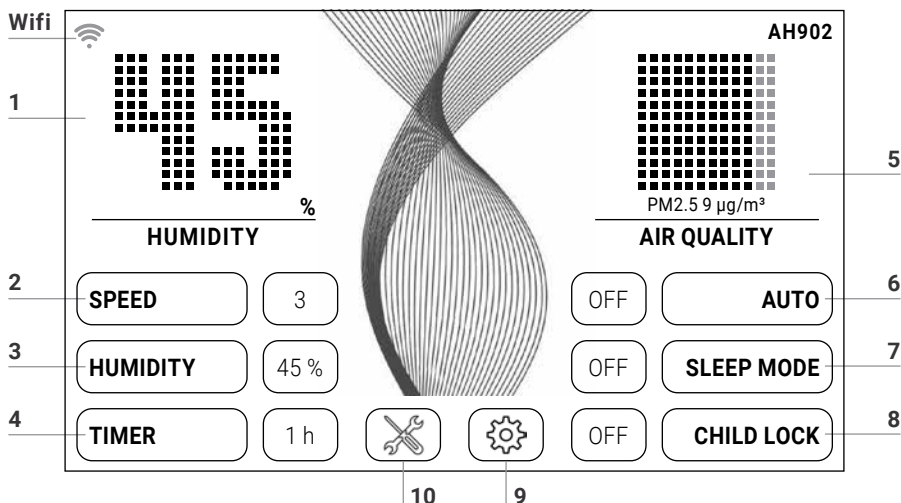 Wifi
AH902
1
45
%
HUMIDITY
5
PM2.5 9 µg/m³
AIR QUALITY
2
SPEED
3
OFF
AUTO
6
3
HUMIDITY
45 %
OFF
SLEEP MODE
7
4
TIMER
1 h
OFF
CHILD LOCK
8
10
9